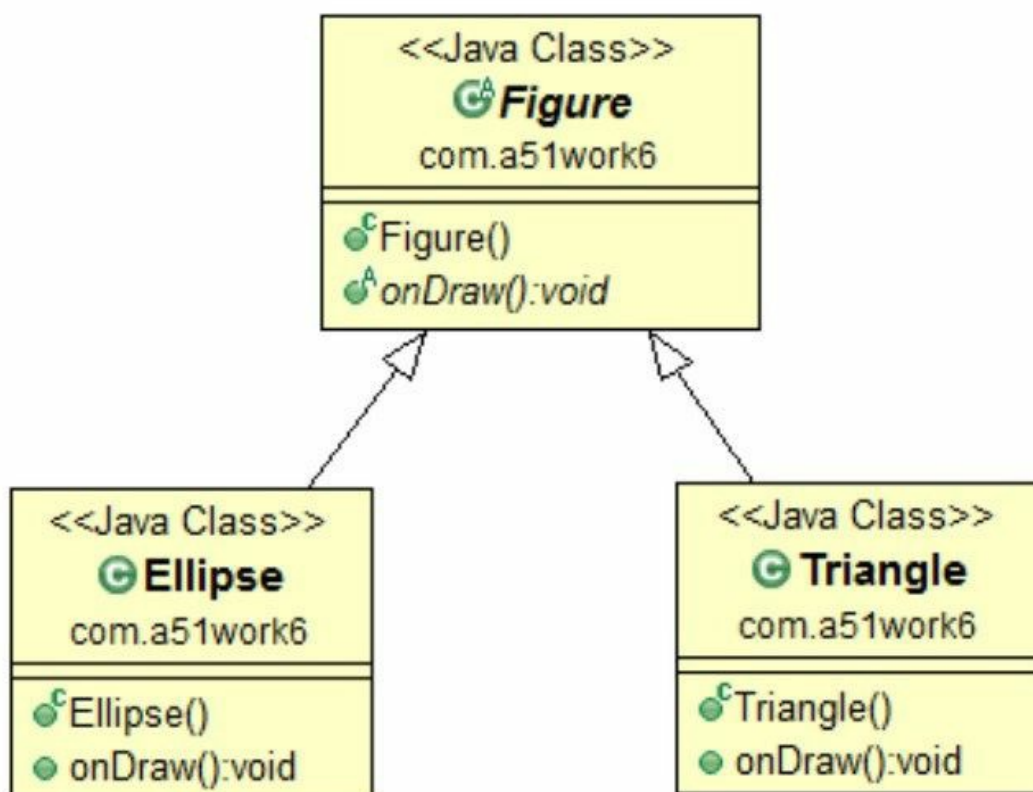 <<Java Class>>
Figure
com.a51work6
Figure()
onDraw():void
<<Java Class>>
Ellipse
com.a51work6
Ellipse()
onDraw():void
<<Java Class>>
Triangle
com.a51work6
Triangle()
onDraw():void